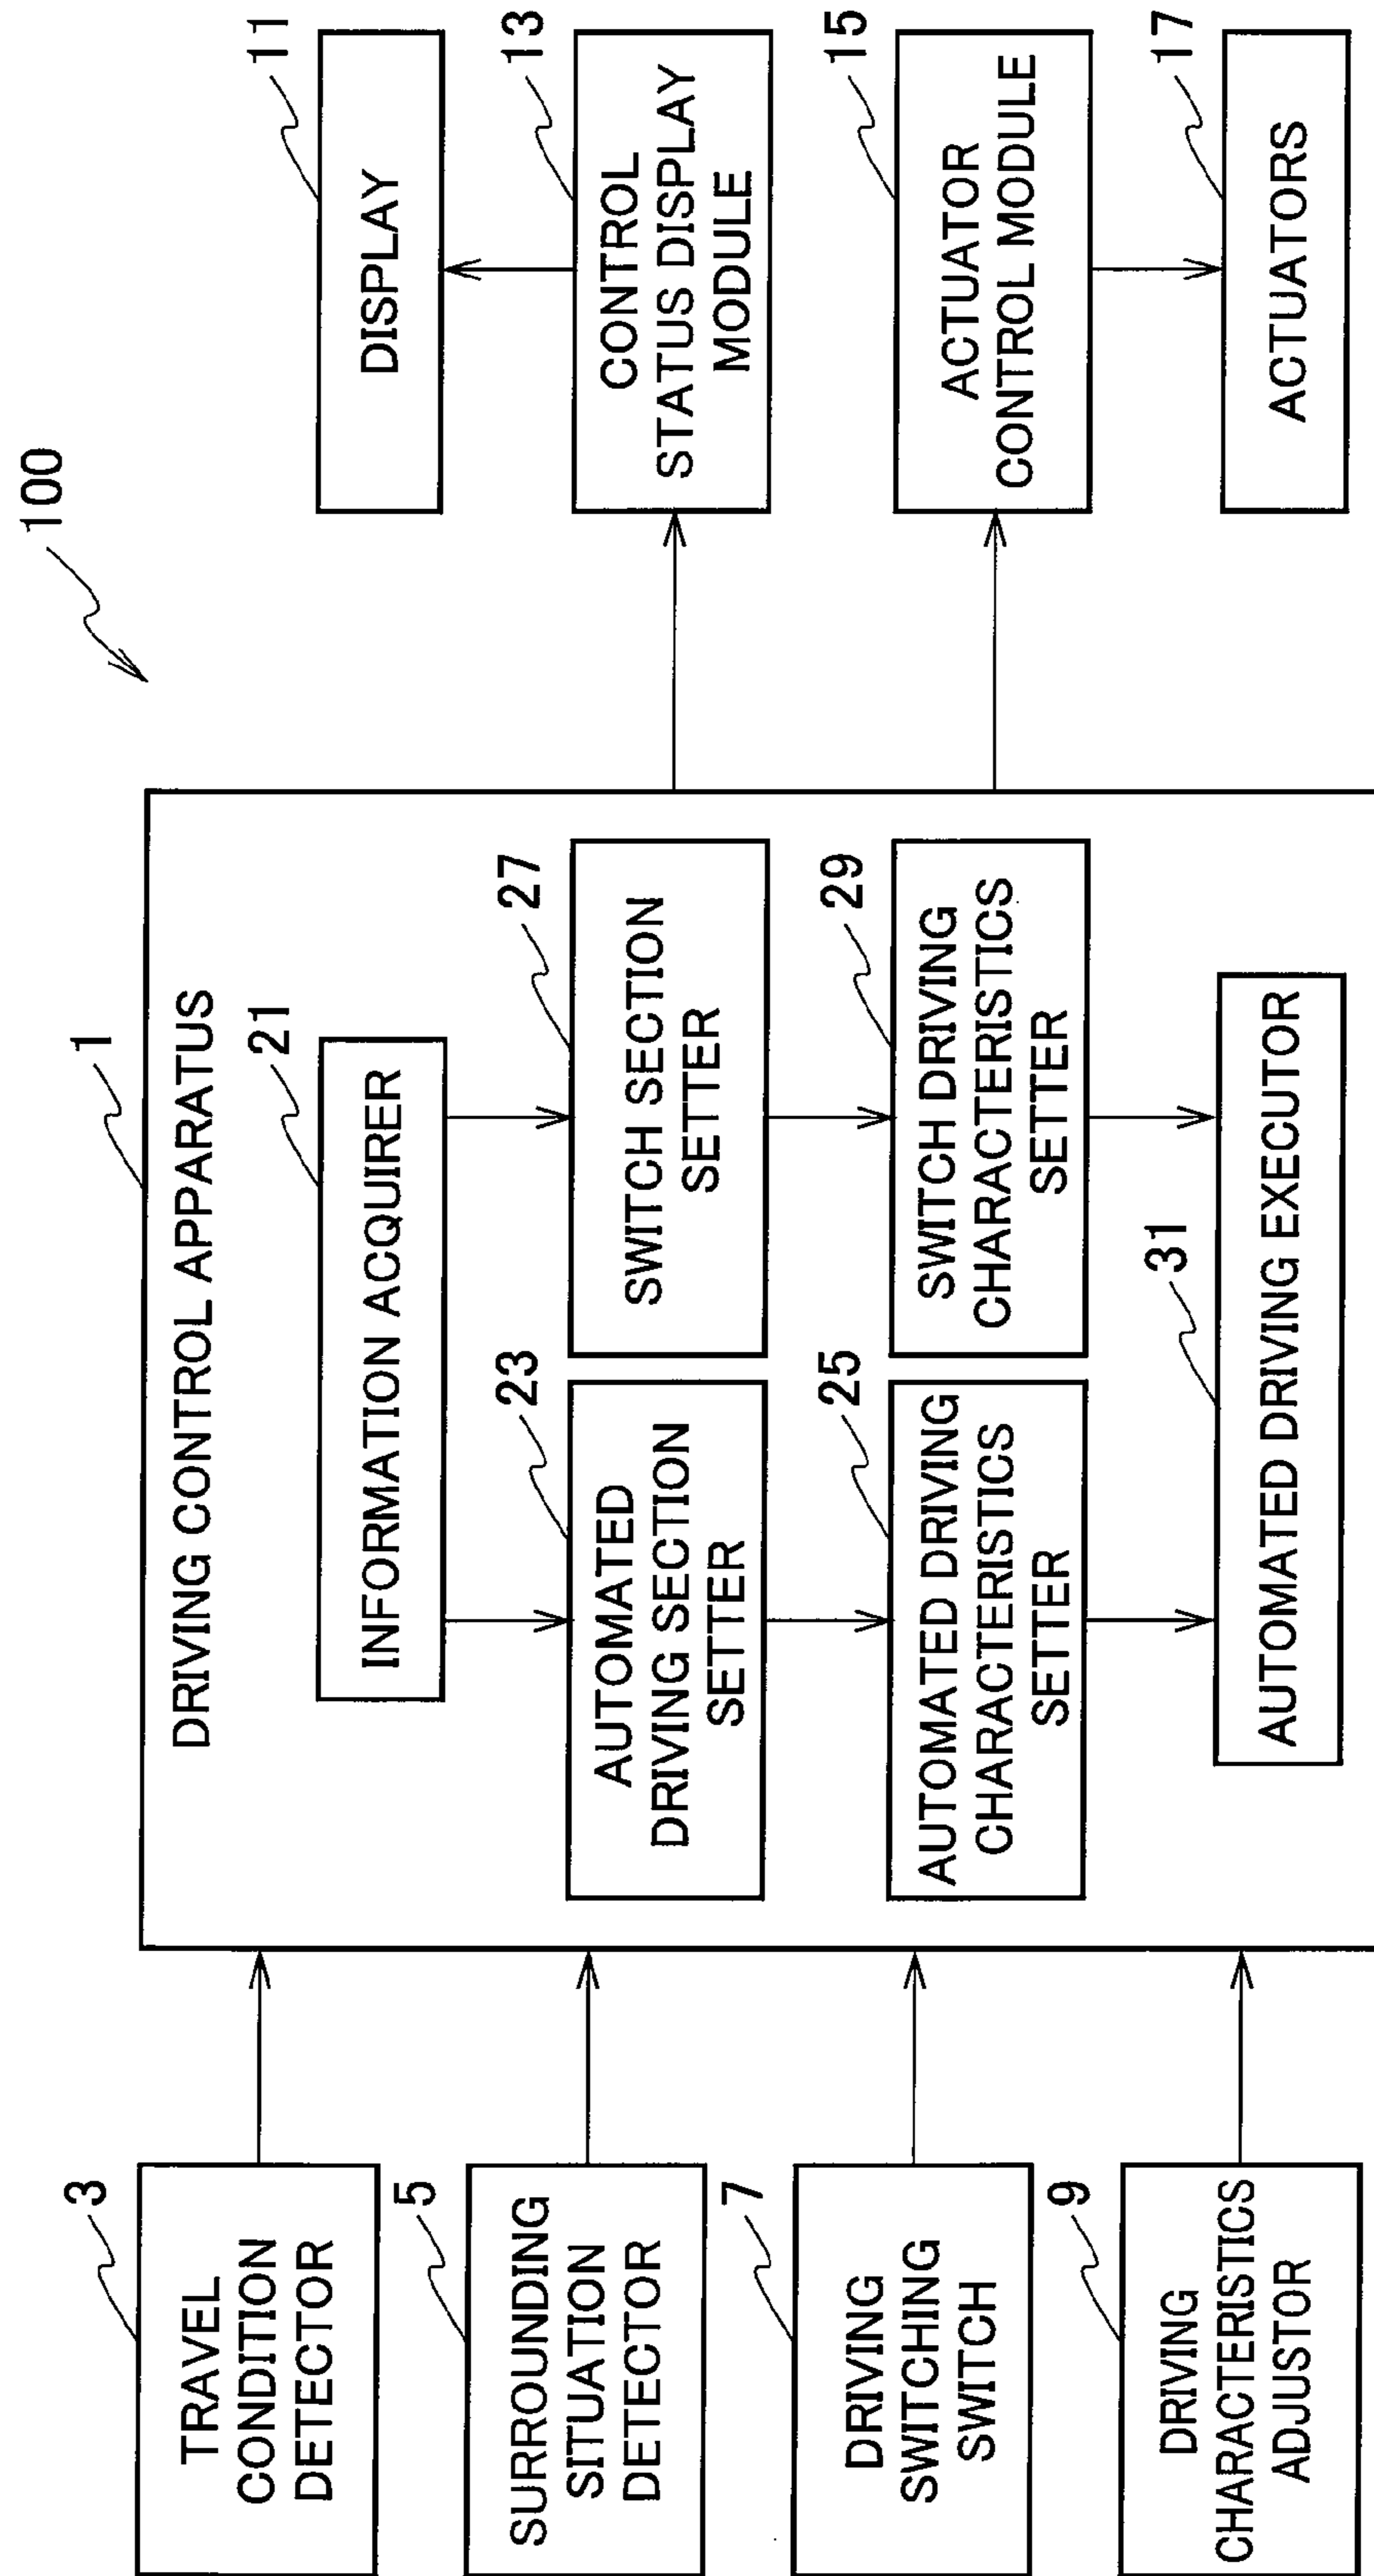 100
3
TRAVEL
CONDITION
DETECTOR
5
SURROUNDING
SITUATION
DETECTOR
7
DRIVING
SWITCHING
SWITCH
9
DRIVING
CHARACTERISTICS
ADJUSTOR
1
DRIVING CONTROL APPARATUS
21
INFORMATION ACQUIRER
23
AUTOMATED
DRIVING SECTION
SETTER
27
SWITCH SECTION
SETTER
25
AUTOMATED DRIVING
CHARACTERISTICS
SETTER
29
SWITCH DRIVING
CHARACTERISTICS
SETTER
31
AUTOMATED DRIVING EXECUTOR
11
DISPLAY
13
CONTROL
STATUS DISPLAY
MODULE
15
ACTUATOR
CONTROL MODULE
17
ACTUATORS